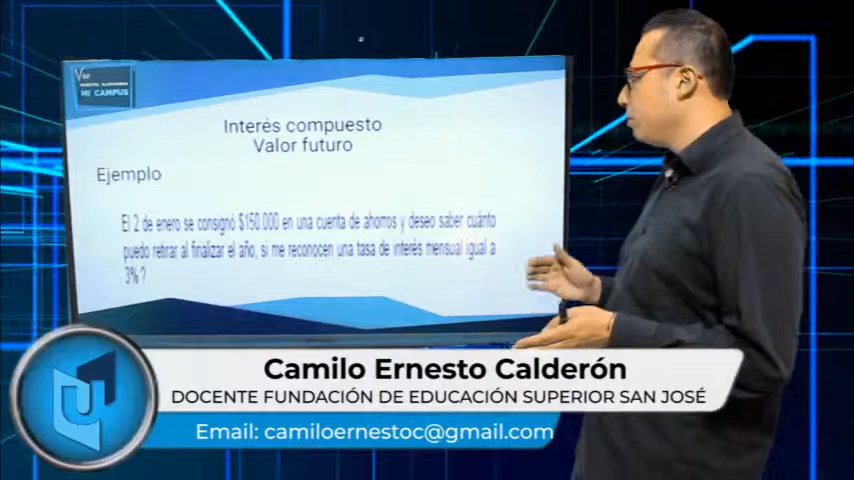 MI CAMPUS
Interés compuesto
Valor futuro
Ejemplo
El 2 de enero se consignó $150.000 en una cuenta de ahorros y deseo saber cuánto
puedo retirar al finalizar el año, si me reconocen una tasa de interés mensual igual a
3%?
Camilo Ernesto Calderón
DOCENTE FUNDACIÓN DE EDUCACIÓN SUPERIOR SAN JOSÉ
Email: camiloernestoc@gmail.com